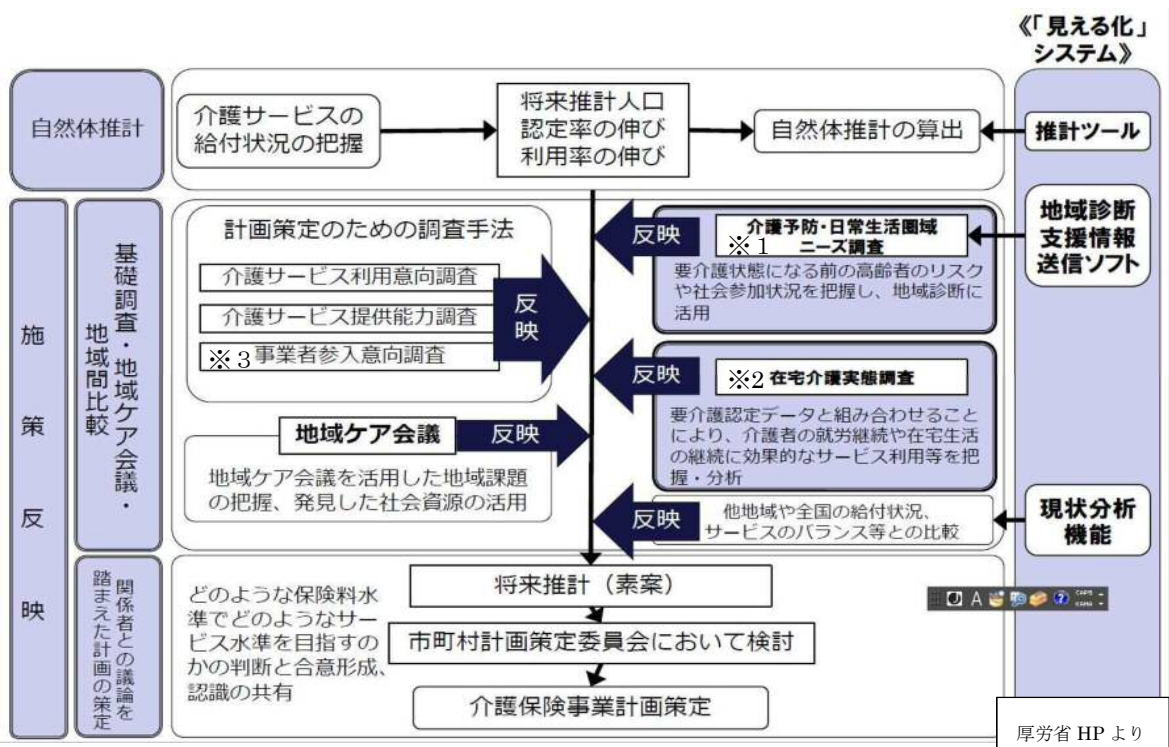 《「見える化」
システム》
自然体推計
介護サービスの
給付状況の把握
将来推計人口
認定率の伸び
利用率の伸び
自然体推計の算出
推計ツール
施策反映
基礎調査・地域ケア会議・
地域間比較
計画策定のための調査手法
介護サービス利用意向調査
介護サービス提供能力調査
※3 事業者参入意向調査
反映
反映
介護予防・日常生活圏域
※1 ニーズ調査
要介護状態になる前の高齢者のリスク
や社会参加状況を把握し、地域診断に
活用
地域診断
支援情報
送信ソフト
反映
※2 在宅介護実態調査
要介護認定データと組み合わせること
により、介護者の就労継続や在宅生活
の継続に効果的なサービス利用等を把
握・分析
地域ケア会議
反映
地域ケア会議を活用した地域課題
の把握、発見した社会資源の活用
反映
他地域や全国の給付状況、
サービスのバランス等との比較
現状分析
機能
関係者との議論を
踏まえた計画の策定
どのような保険料水
準でどのようなサー
ビス水準を目指すの
かの判断と合意形成、
認識の共有
将来推計（素案）
市町村計画策定委員会において検討
介護保険事業計画策定
A
CAPS
KANA
厚労省 HP より